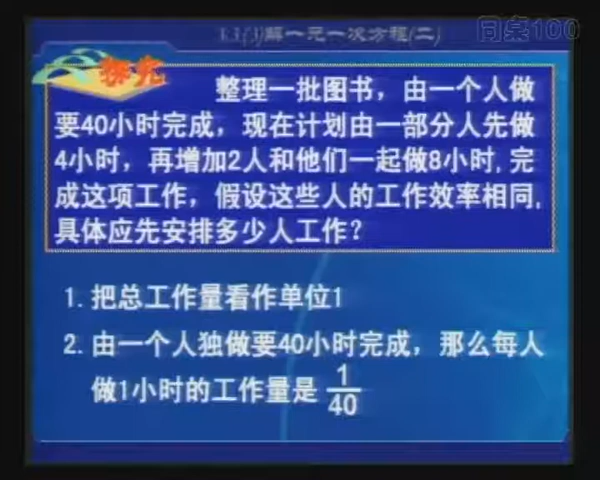 同桌100
3.3(3)解一元一次方程(二)
探究
整理一批图书，由一个人做
要40小时完成，现在计划由一部分人先做
4小时，再增加2人和他们一起做8小时,完
成这项工作，假设这些人的工作效率相同,
具体应先安排多少人工作？
1. 把总工作量看作单位1
2. 由一个人独做要40小时完成，那么每人
做1小时的工作量是 1/40